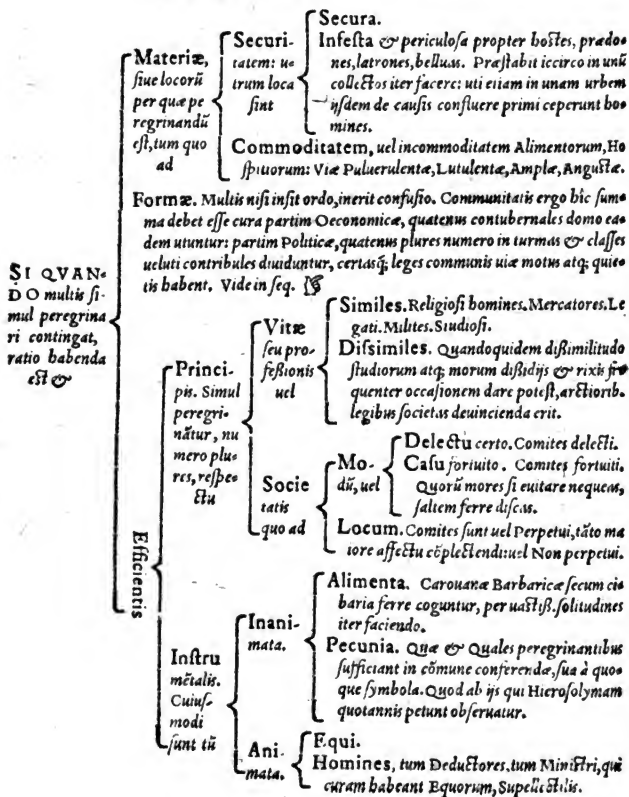 SI QVAN-
DO multis ſi-
mul peregrina
ri contingat,
ratio habenda
eſt &
Materiæ,
ſiue locorũ
per quæ pe
regrinandũ
eſt, tum quo
ad
Securi-
tatem: u-
trum loca
ſint
Secura.
Infeſta & periculoſa propter hoſtes, prædo-
nes, latrones, belluas. Præſtabit iccirco in unũ
collectos iter facere: uti etiam in unam urbem
ijſdem de cauſis confluere primi ceperunt ho-
mines.
Commoditatem, uel incommoditatem Alimentorum, Ho
ſpitiorum: Viæ Puluerulentæ, Lutulentæ, Amplæ, Anguſtæ.
Formæ. Multis niſi inſit ordo, inerit confuſio. Communitatis ergo hîc ſum-
ma debet eſſe cura partim Oeconomicæ, quatenus contubernales domo ea-
dem utuntur: partim Politicæ, quatenus plures numero in turmas & claſſes
ueluti contribules diuiduntur, certasq; leges communis uiæ motus atq; quie-
tis habent. Vide in ſeq. ☞
Efficientis
Princi-
pis. Simul
peregri-
nãtur, nu
mero plu-
res, reſpe-
ctu
Vitæ
ſeu pro-
feßionis
uel
Similes. Religioſi homines. Mercatores. Le
gati. Milites. Studioſi.
Diſsimiles. Quandoquidem dißimilitudo
ſtudiorum atq; morum dißidijs & rixis fre
quenter occaſionem dare poteſt, arctiorib.
legibus ſocietas deuincienda erit.
Socie
tatis
quo ad
Mo-
dũ, uel
Delectu certo. Comites delecti.
Caſu fortuito. Comites fortuiti.
Quorũ mores ſi euitare nequeas,
ſaltem ferre diſcas.
Locum. Comites ſunt uel Perpetui, tãto ma
iore affectu cõplectendi: uel Non perpetui.
Inſtru
mẽtalis.
Cuiuſ-
modi
ſunt tũ
Inani-
mata.
Alimenta. Carouanæ Barbaricæ ſecum ci-
baria ferre coguntur, per uaſtiß. ſolitudines
iter faciendo.
Pecunia. Quæ & Quales peregrinantibus
ſufficiant in cõmune conferendæ, ſua à quo-
que ſymbola. Quod ab ijs qui Hieroſolymam
quotannis petunt obſeruatur.
Ani-
mata.
Equi.
Homines, tum Deductores, tum Miniſtri, qui
curam habeant Equorum, Supellectilis.